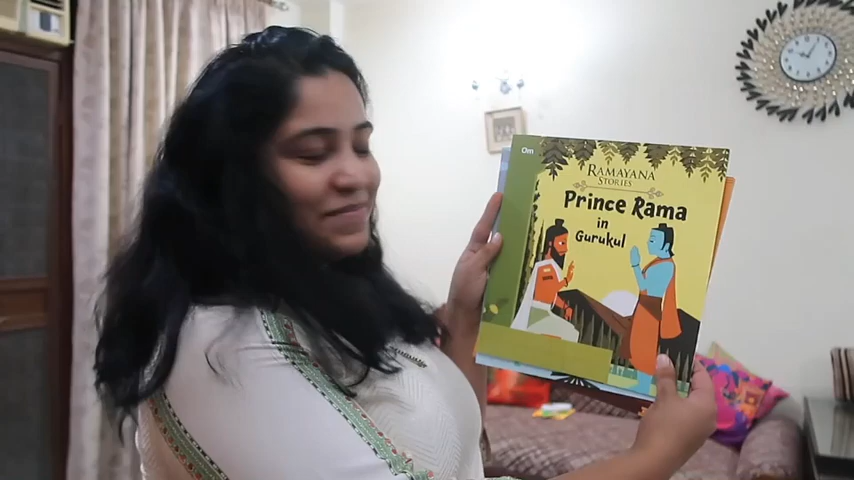 Om
RAMAYANA
STORIES
Prince Rama
in
Gurukul